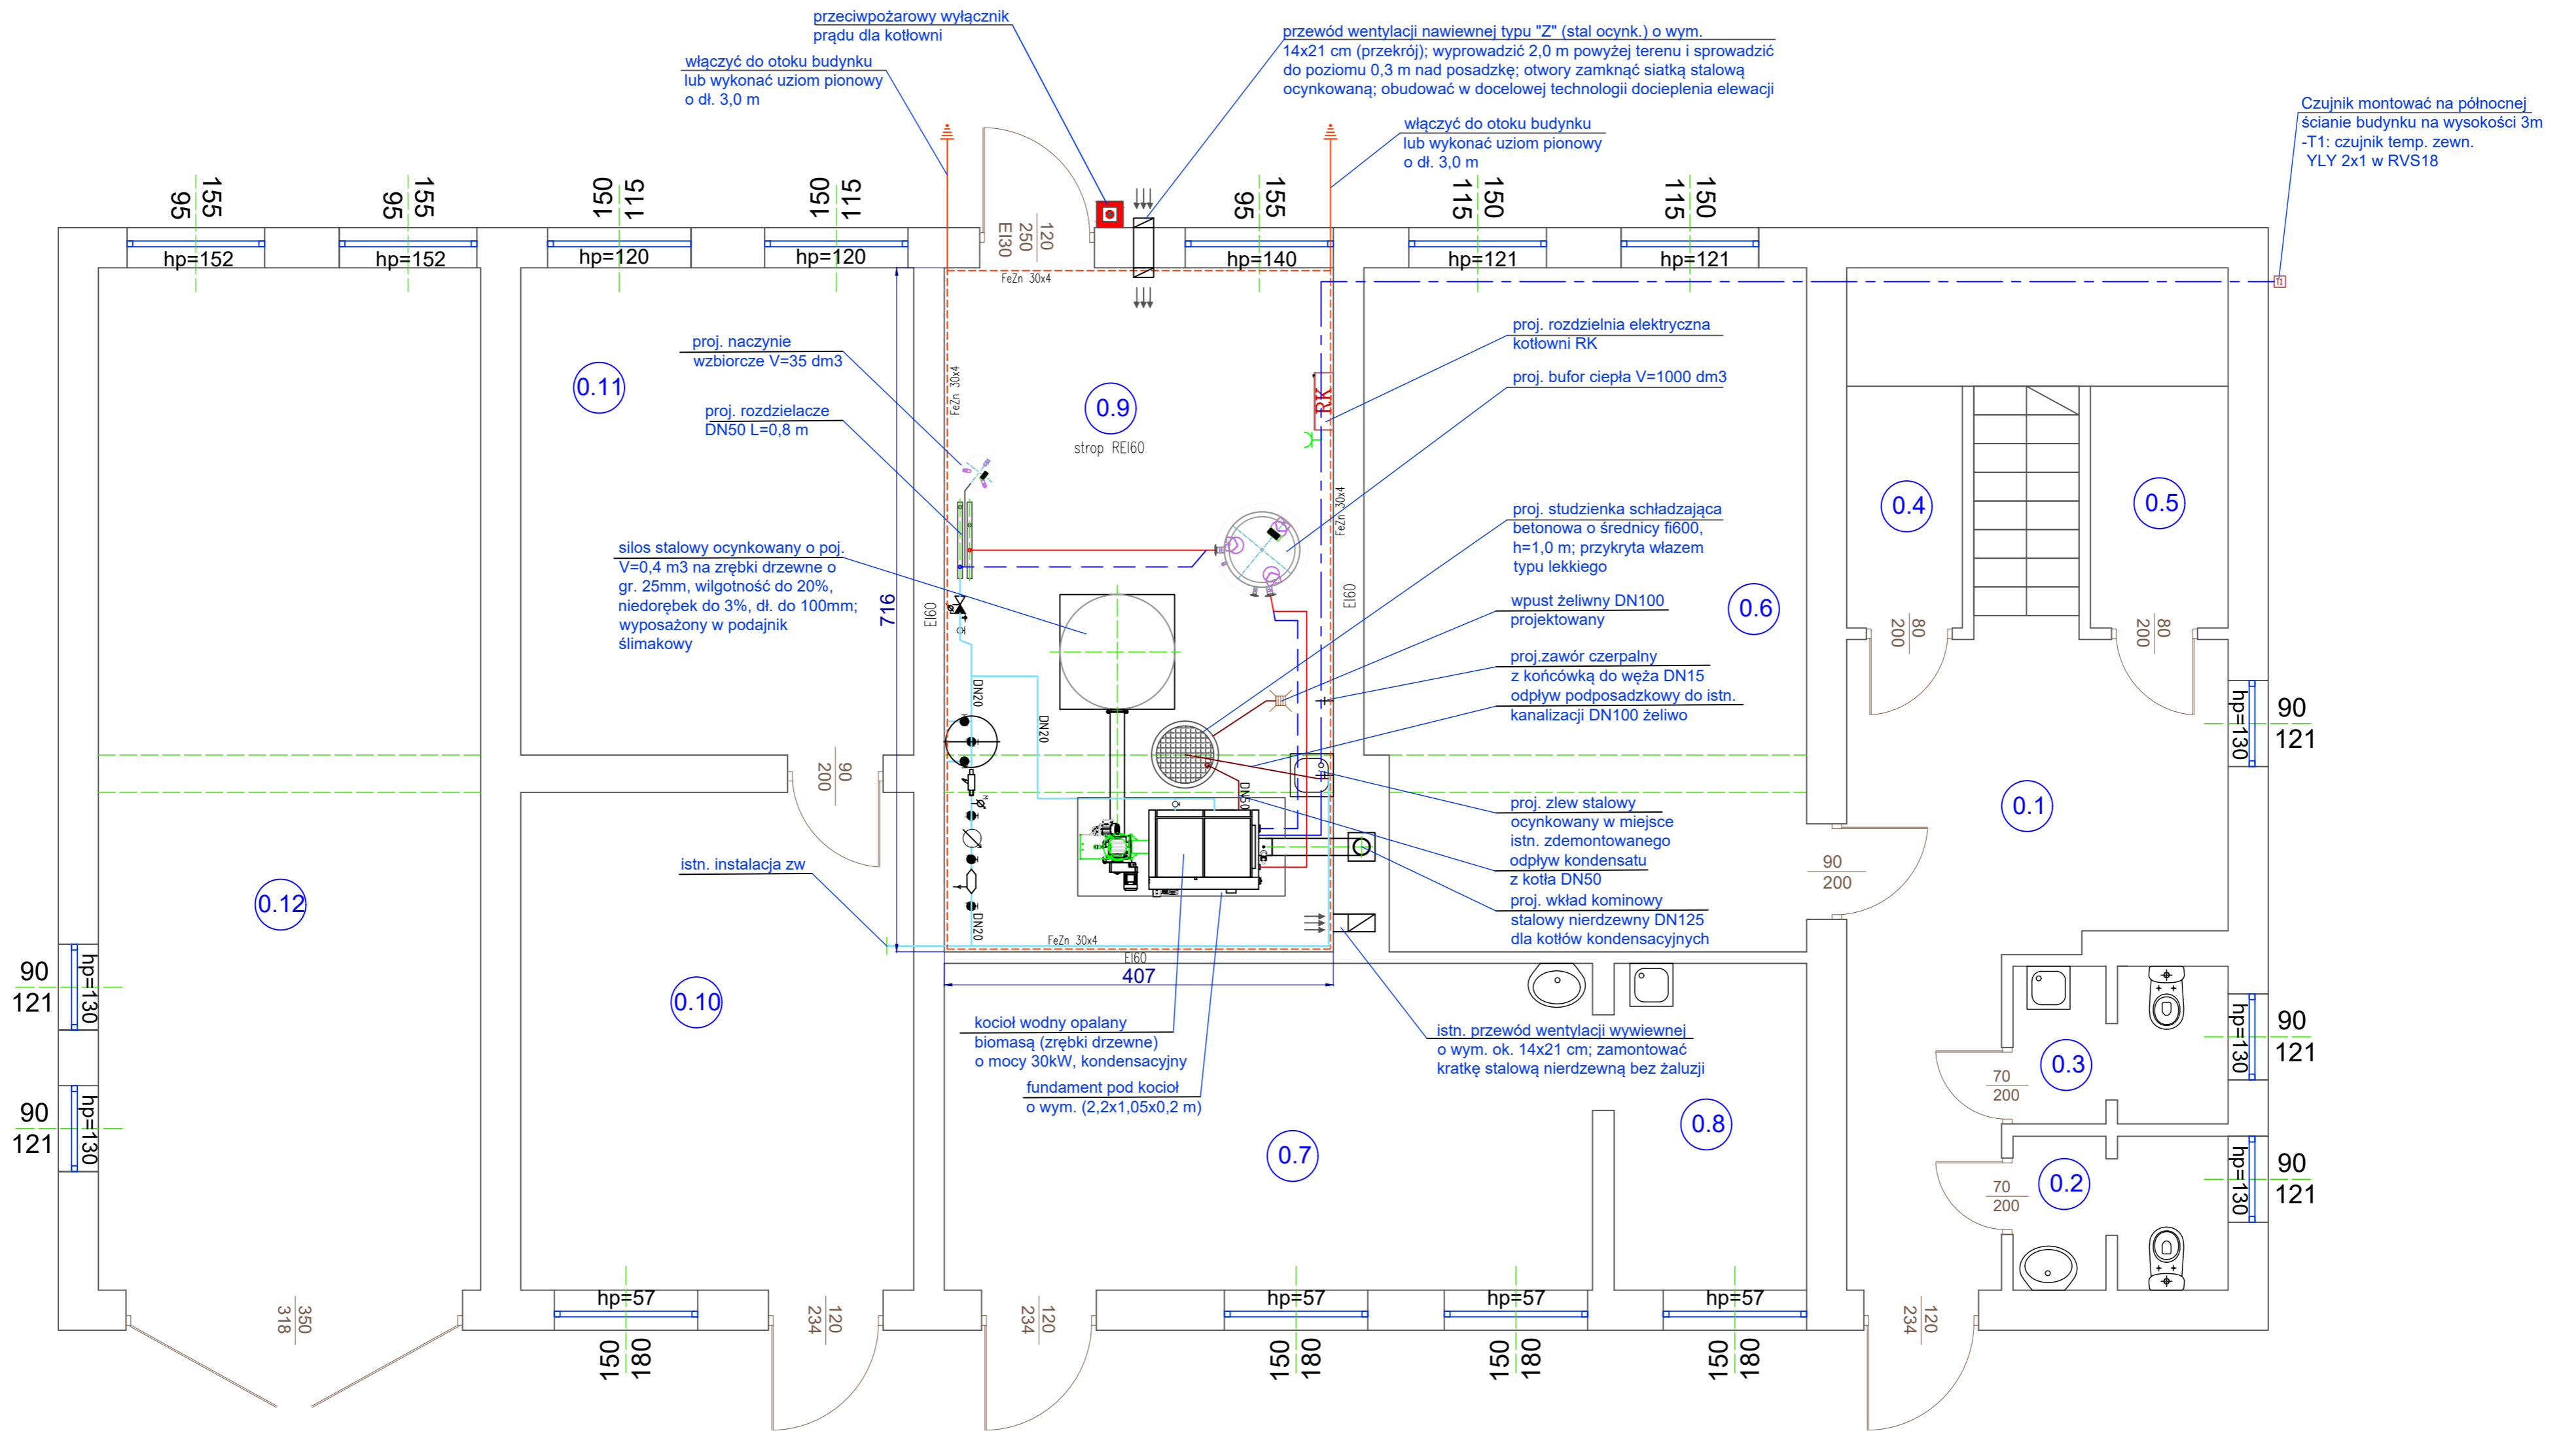 przeciwpożarowy wyłącznik
prądu dla kotłowni
włączyć do otoku budynku
lub wykonać uziom pionowy
o dł. 3,0 m
przewód wentylacji nawiewnej typu "Z" (stal ocynk.) o wym.
14x21 cm (przekrój); wyprowadzić 2,0 m powyżej terenu i sprowadzić
do poziomu 0,3 m nad posadzkę; otwory zamknąć siatką stalową
ocynkowaną; obudować w docelowej technologii docieplenia elewacji
włączyć do otoku budynku
lub wykonać uziom pionowy
o dł. 3,0 m
Czujnik montować na północnej
ścianie budynku na wysokości 3m
-T1: czujnik temp. zewn.
YLY 2x1 w RVS18
T1
95
155
95
155
150
115
150
115
95
155
115
150
115
150
hp=152
hp=152
hp=120
hp=120
120
250
EI30
hp=140
hp=121
hp=121
FeZn 30x4
FeZn 30x4
FeZn 30x4
FeZn 30x4
proj. naczynie
wzbiorcze V=35 dm3
proj. rozdzielacze
DN50 L=0,8 m
silos stalowy ocynkowany o poj.
V=0,4 m3 na zrębki drzewne o
gr. 25mm, wilgotność do 20%,
niedorębek do 3%, dł. do 100mm;
wyposażony w podajnik
ślimakowy
istn. instalacja zw
0.11
0.9
strop REI60
RK
716
EI60
EI60
EI60
407
DN20
DN20
DN20
DN50
proj. rozdzielnia elektryczna
kotłowni RK
proj. bufor ciepła V=1000 dm3
proj. studzienka schładzająca
betonowa o średnicy fi600,
h=1,0 m; przykryta włazem
typu lekkiego
wpust żeliwny DN100
projektowany
proj.zawór czerpalny
z końcówką do węża DN15
odpływ podposadzkowy do istn.
kanalizacji DN100 żeliwo
proj. zlew stalowy
ocynkowany w miejsce
istn. zdemontowanego
odpływ kondensatu
z kotła DN50
proj. wkład kominowy
stalowy nierdzewny DN125
dla kotłów kondensacyjnych
0.6
0.4
0.5
80
200
80
200
90
200
90
200
0.1
hp=130
90
121
0.12
0.10
90
121
hp=130
90
121
hp=130
kocioł wodny opalany
biomasą (zrębki drzewne)
o mocy 30kW, kondensacyjny
fundament pod kocioł
o wym. (2,2x1,05x0,2 m)
istn. przewód wentylacji wywiewnej
o wym. ok. 14x21 cm; zamontować
kratkę stalową nierdzewną bez żaluzji
0.7
0.8
0.3
0.2
70
200
70
200
hp=130
90
121
hp=130
90
121
350
318
hp=57
150
180
120
234
120
234
hp=57
150
180
hp=57
150
180
hp=57
150
180
120
234